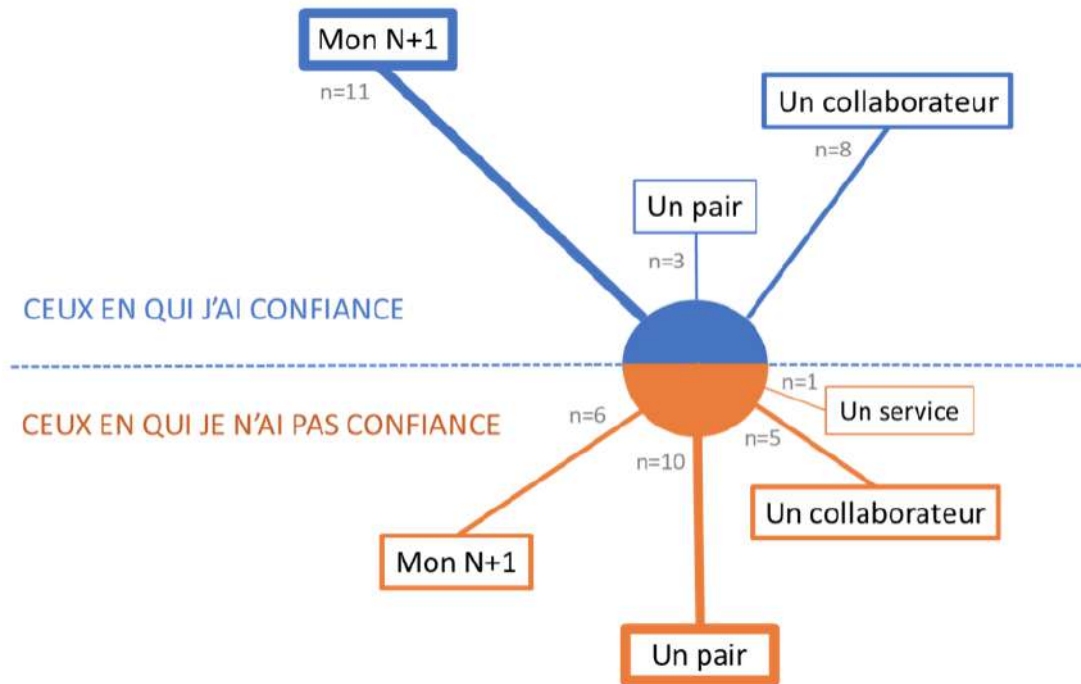 Mon N+1
n=11
Un collaborateur
n=8
Un pair
n=3
CEUX EN QUI J'AI CONFIANCE
CEUX EN QUI JE N'AI PAS CONFIANCE
n=1
Un service
n=6
n=5
n=10
Un collaborateur
Mon N+1
Un pair